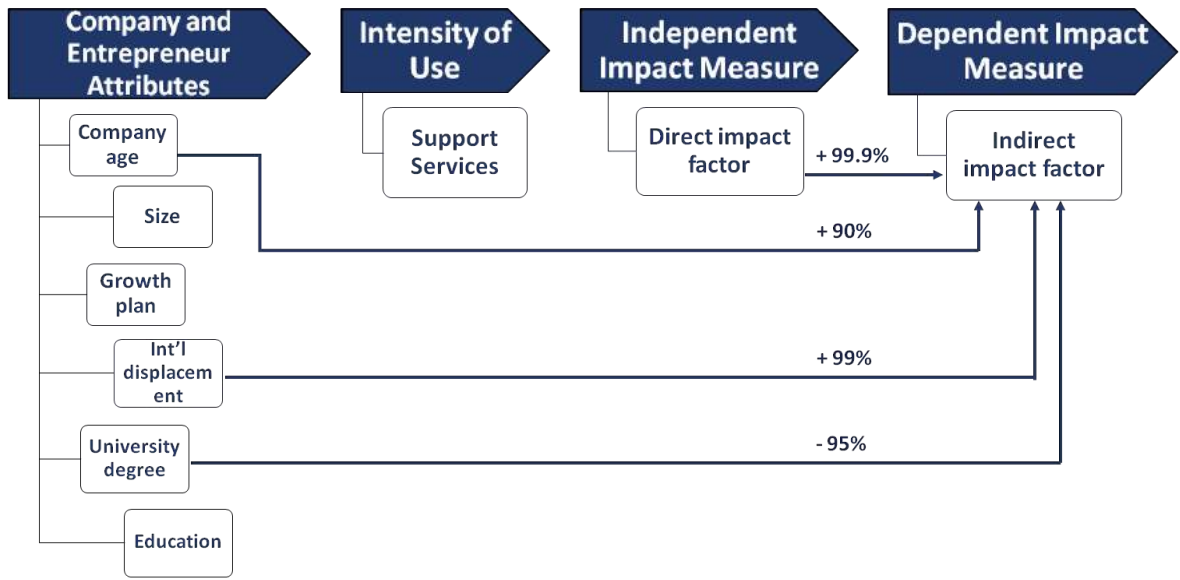 Company and
Entrepreneur
Attributes
Intensity of
Use
Independent
Impact Measure
Dependent Impact
Measure
Company
age
Size
Growth
plan
Int'l
displacem
ent
University
degree
Education
Support
Services
Direct impact
factor
Indirect
impact factor
+ 99.9%
+ 90%
+ 99%
- 95%